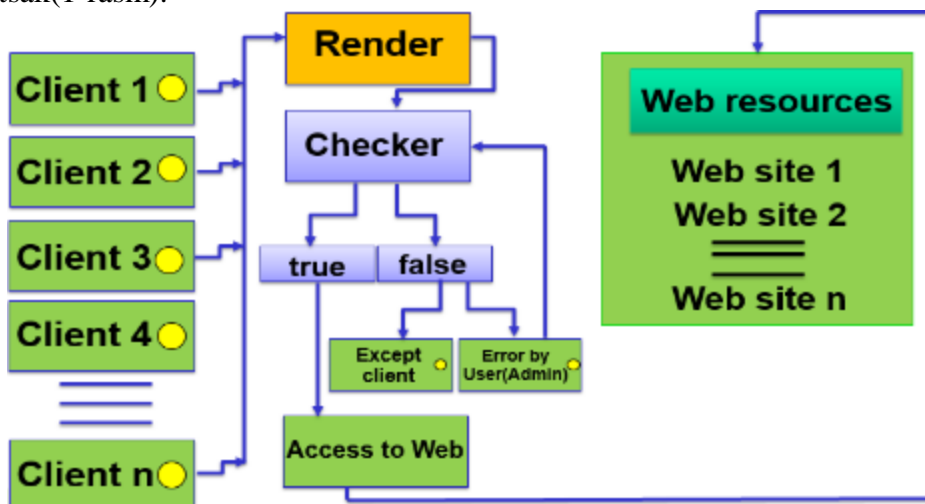 Client 1
Client 2
Client 3
Client 4
Client n
Render
Checker
true
false
Except
client
Error by
User(Admin)
Access to Web
Web resources
Web site 1
Web site 2
Web site n